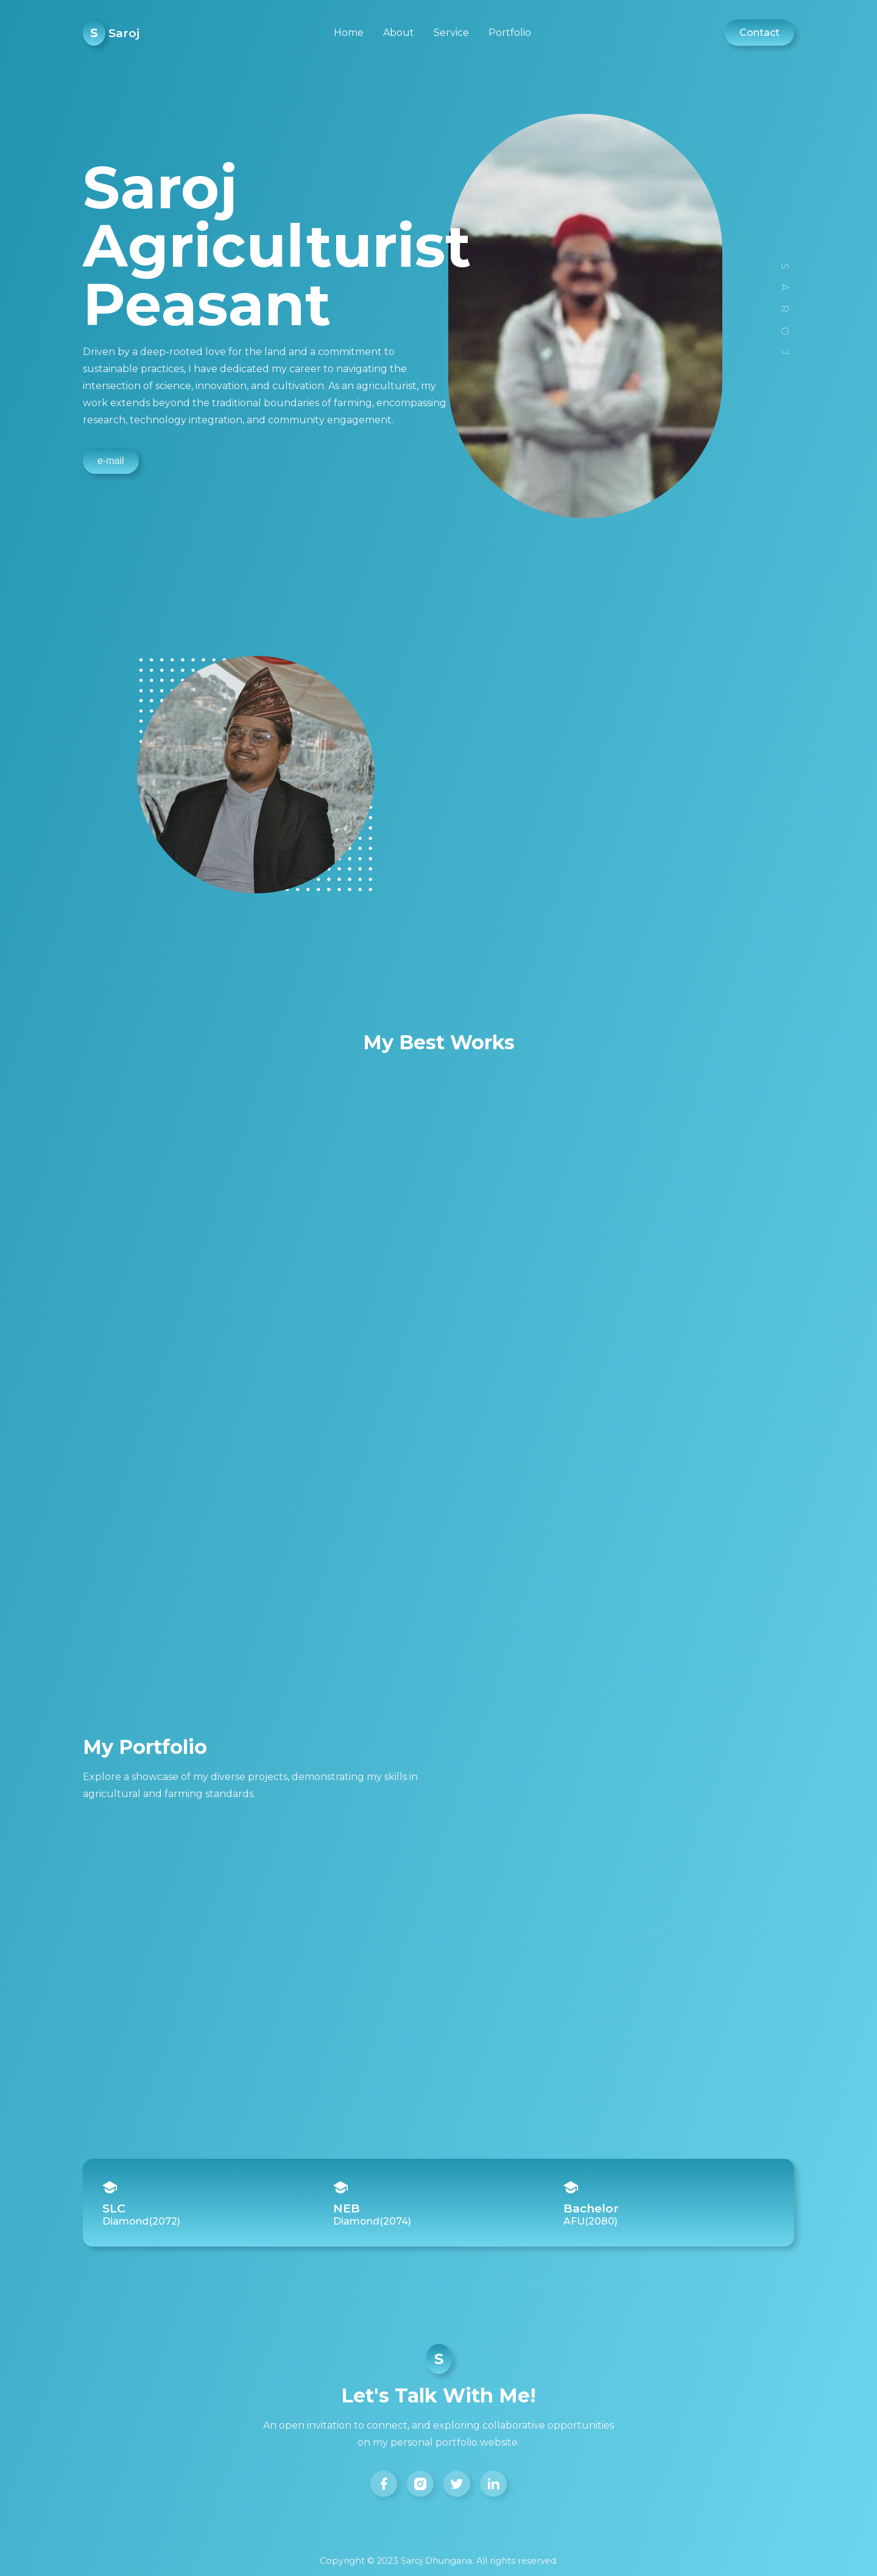 S Saroj
Home About Service Portfolio
Contact
Saroj
Agriculturist
Peasant
Driven by a deep-rooted love for the land and a commitment to
sustainable practices, I have dedicated my career to navigating the
intersection of science, innovation, and cultivation. As an agriculturist, my
work extends beyond the traditional boundaries of farming, encompassing
research, technology integration, and community engagement.
e-mail
SAROJ
My Best Works
My Portfolio
Explore a showcase of my diverse projects, demonstrating my skills in
agricultural and farming standards.
SLC
Diamond(2072)
NEB
Diamond(2074)
Bachelor
AFU(2080)
S
Let's Talk With Me!
An open invitation to connect, and exploring collaborative opportunities
on my personal portfolio website.
Copyright © 2023 Saroj Dhungana. All rights reserved.